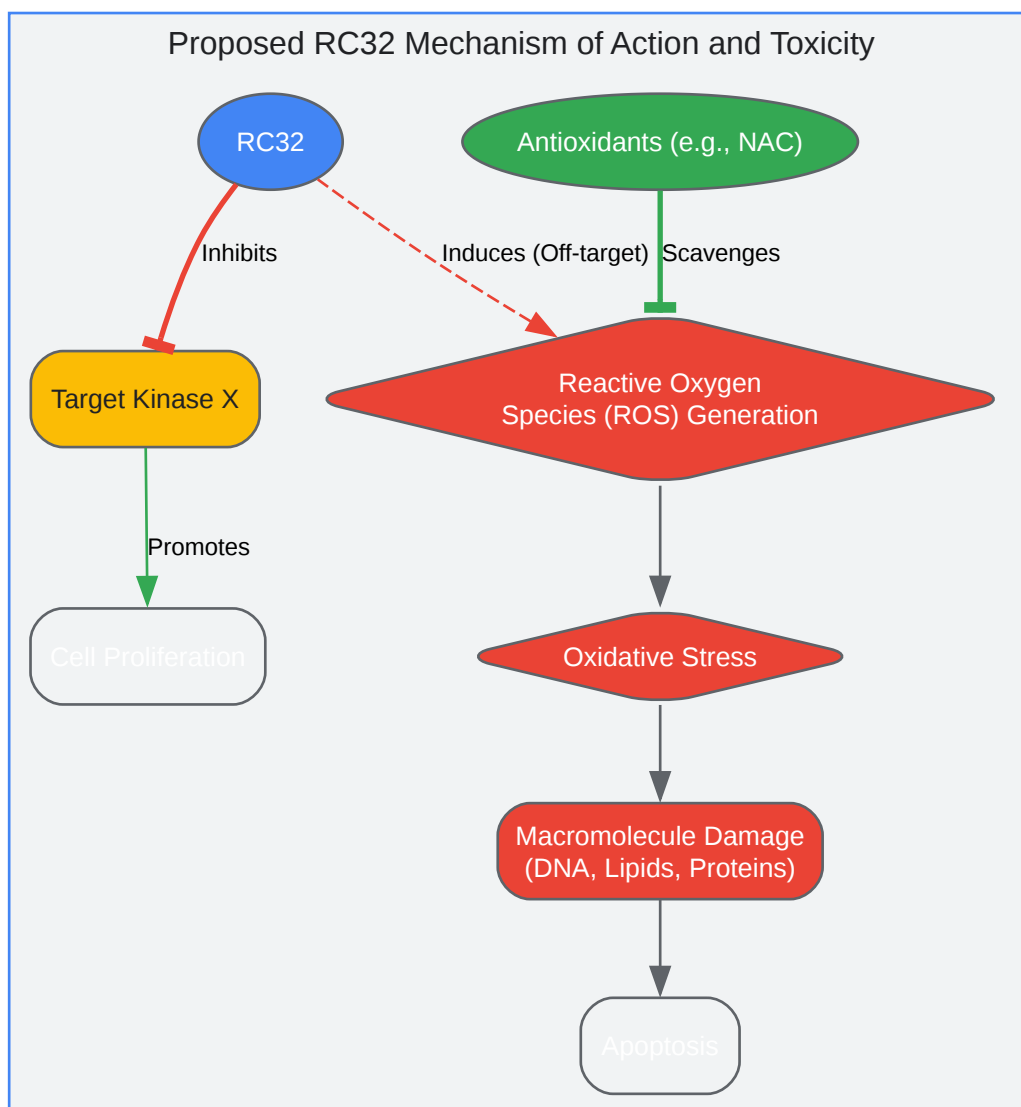 Proposed RC32 Mechanism of Action and Toxicity
RC32
Antioxidants (e.g., NAC)
Inhibits
Induces (Off-target)
Scavenges
Target Kinase X
Reactive Oxygen
Species (ROS) Generation
Promotes
Cell Proliferation
Oxidative Stress
Macromolecule Damage
(DNA, Lipids, Proteins)
Apoptosis